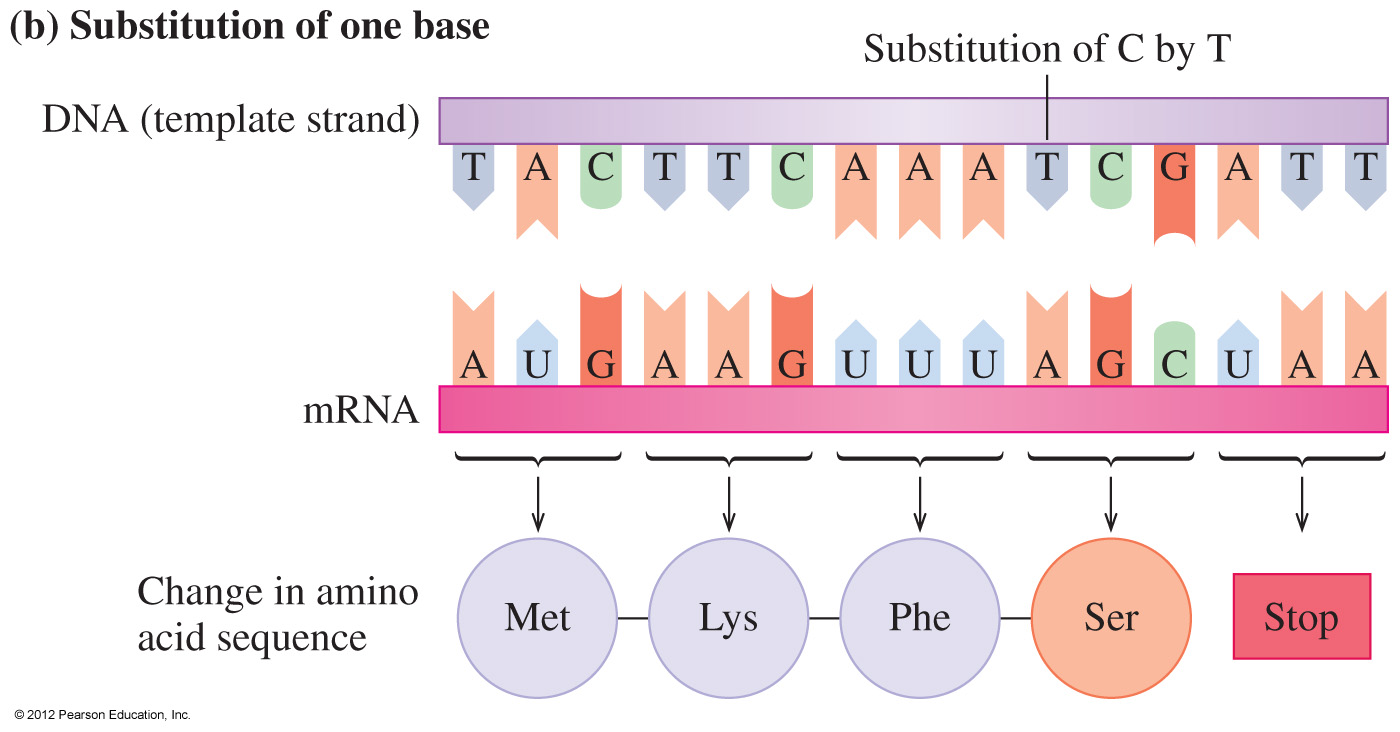 (b) Substitution of one base
Substitution of C by T
DNA (template strand)
T A C T T C A A A T C G A T T
A U G A A G U U U A G C U A A
mRNA
Change in amino
acid sequence
Met Lys Phe Ser Stop
© 2012 Pearson Education, Inc.